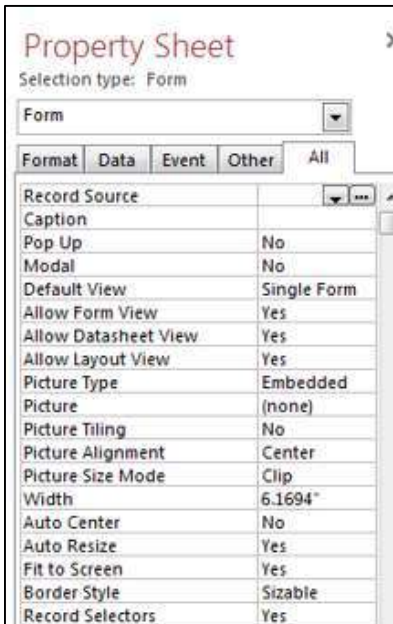 Property Sheet
Selection type: Form
Form
Format Data Event Other All
Record Source
Caption
Pop Up No
Modal No
Default View Single Form
Allow Form View Yes
Allow Datasheet View Yes
Allow Layout View Yes
Picture Type Embedded
Picture (none)
Picture Tiling No
Picture Alignment Center
Picture Size Mode Clip
Width 6.1694"
Auto Center No
Auto Resize Yes
Fit to Screen Yes
Border Style Sizable
Record Selectors Yes